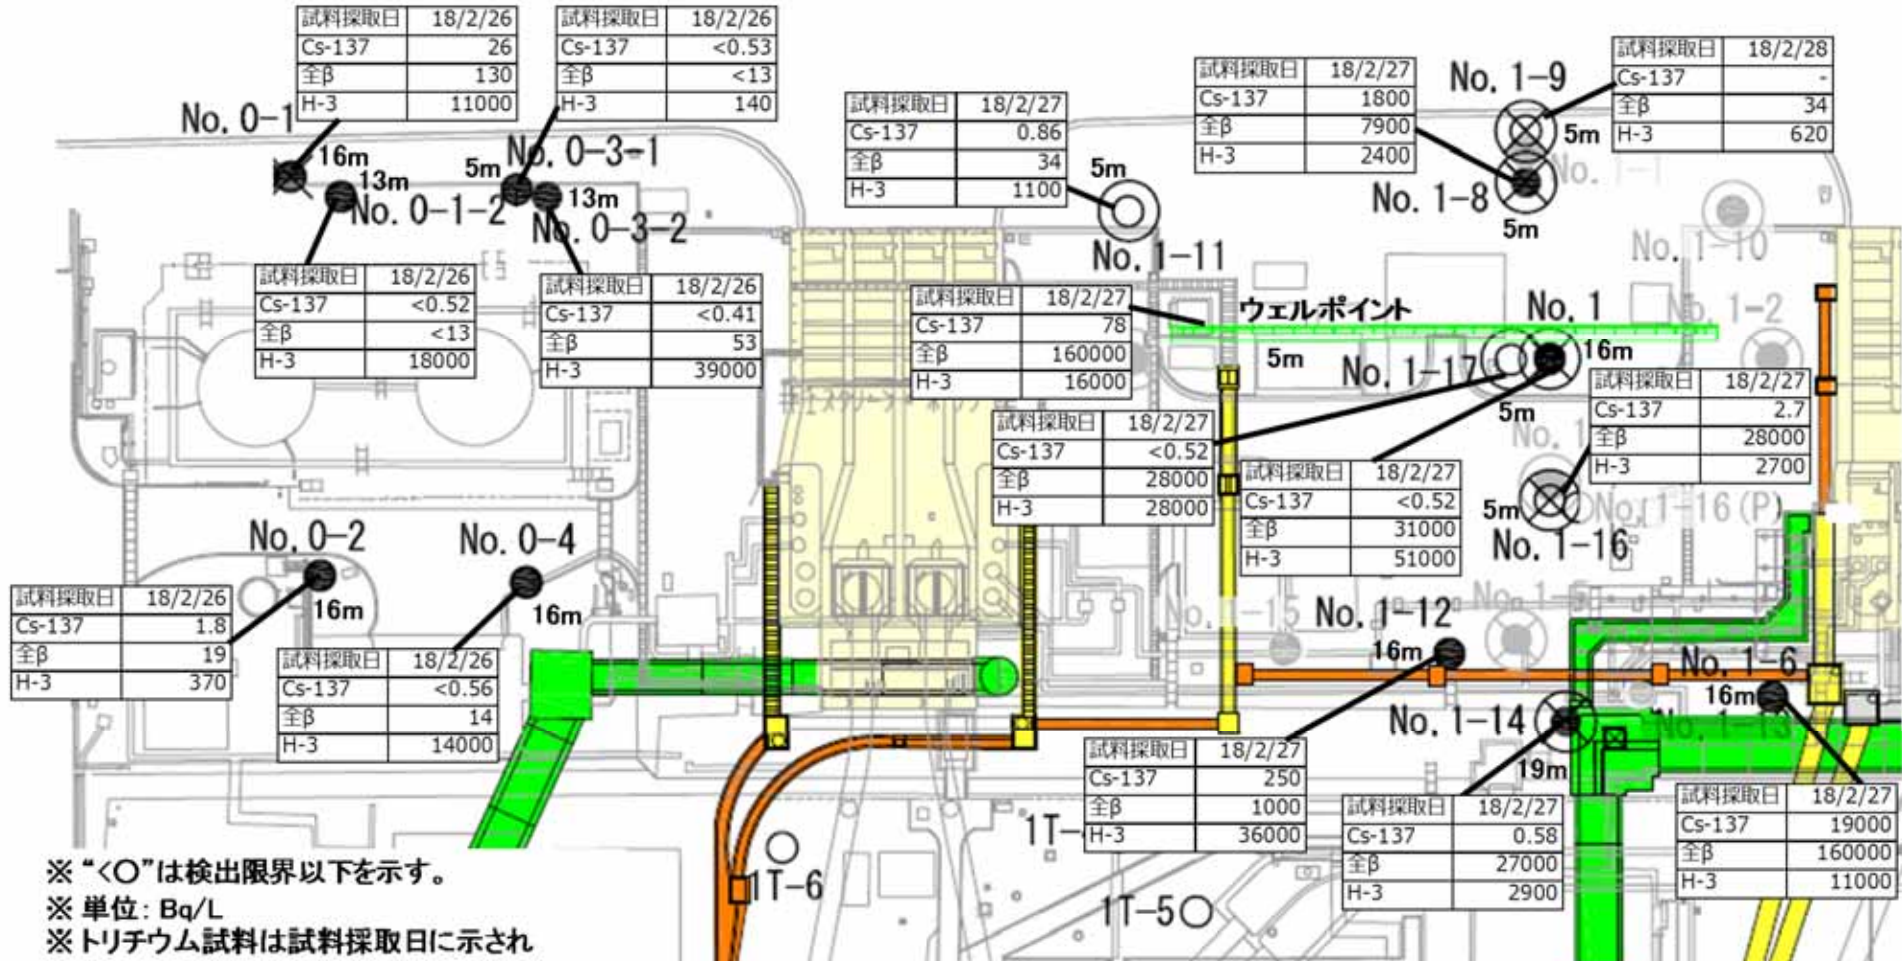 試料採取日 18/2/26
Cs-137 26
全β 130
H-3 11000
試料採取日 18/2/26
Cs-137 <0.53
全β <13
H-3 140
試料採取日 18/2/27
Cs-137 0.86
全β 34
H-3 1100
試料採取日 18/2/27
Cs-137 1800
全β 7900
H-3 2400
試料採取日 18/2/28
Cs-137 -
全β 34
H-3 620
No. 0-1
16m
13m
No. 0-1-2
5m
No. 0-3-1
13m
No. 0-3-2
5m
No. 1-11
No. 1-9
5m
No. 1-8
5m
No. 1-10
試料採取日 18/2/26
Cs-137 <0.52
全β <13
H-3 18000
試料採取日 18/2/26
Cs-137 <0.41
全β 53
H-3 39000
試料採取日 18/2/27
Cs-137 78
全β 160000
H-3 16000
ウェルポイント
5m
No. 1
16m
No. 1-2
No. 1-17
5m
試料採取日 18/2/27
Cs-137 <0.52
全β 28000
H-3 28000
試料採取日 18/2/27
Cs-137 <0.52
全β 31000
H-3 51000
試料採取日 18/2/27
Cs-137 2.7
全β 28000
H-3 2700
5m
No. 1-16(P)
No. 1-16
No. 0-2
16m
No. 0-4
16m
試料採取日 18/2/26
Cs-137 1.8
全β 19
H-3 370
試料採取日 18/2/26
Cs-137 <0.56
全β 14
H-3 14000
No. 1-15
No. 1-12
16m
No. 1-5
No. 1-6
16m
No. 1-13
No. 1-14
19m
試料採取日 18/2/27
Cs-137 250
全β 1000
H-3 36000
試料採取日 18/2/27
Cs-137 0.58
全β 27000
H-3 2900
試料採取日 18/2/27
Cs-137 19000
全β 160000
H-3 11000
1T-6
1T-
1T-5
※ “<○”は検出限界以下を示す。
※ 単位: Bq/L
※ トリチウム試料は試料採取日に示され